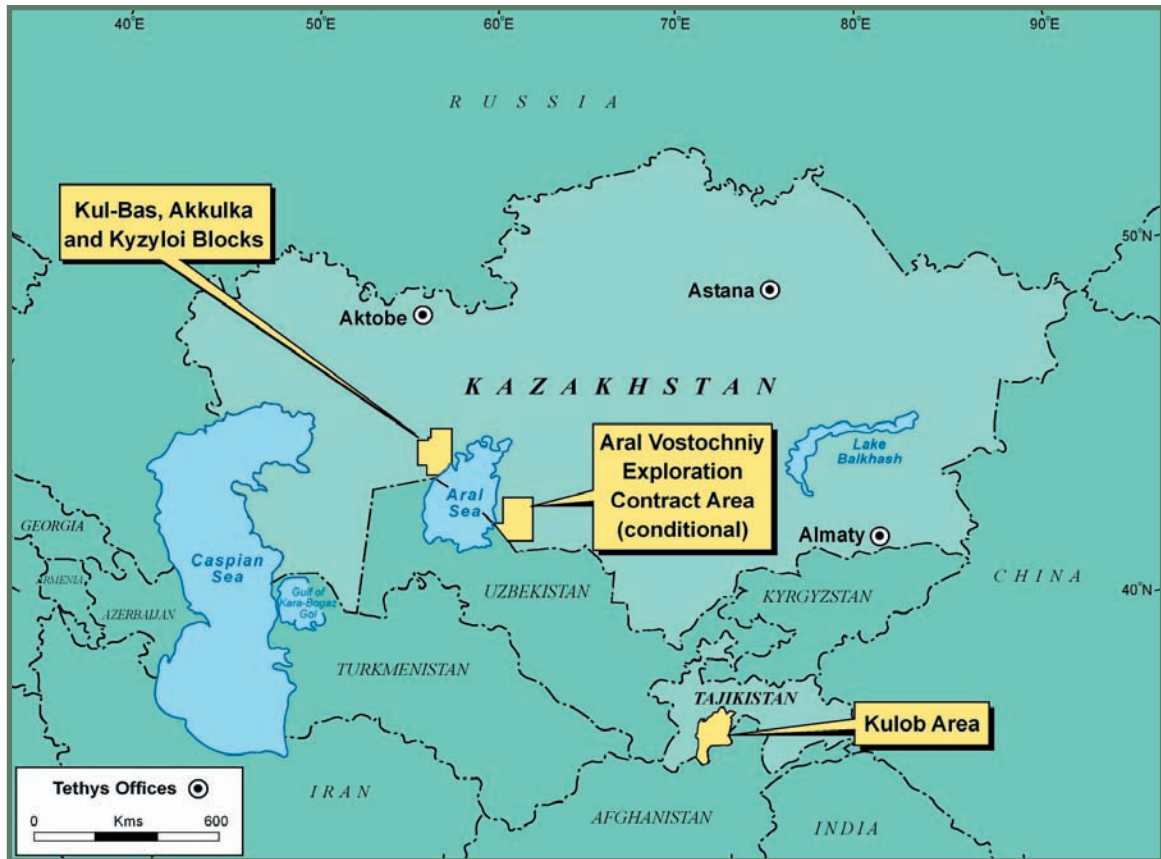 40°E 50°E 60°E 70°E 80°E 90°E
R U S S I A
Kul-Bas, Akkulka
and Kyzyloi Blocks
50°N
Astana
Aktobe
K A Z A K H S T A N
Aral Vostochniy
Exploration
Contract Area
(conditional)
Lake
Balkhash
Aral
Sea
GEORGIA
Almaty
Caspian
Sea
ARMENIA
AZERBAIJAN
Gulf of
Kara-Bogaz
Gol
UZBEKISTAN
KYRGYZSTAN
C H I N A
40°N
TURKMENISTAN
TAJIKISTAN
Kulob Area
Tethys Offices
0 Kms 600
I R A N
AFGHANISTAN
I N D I A